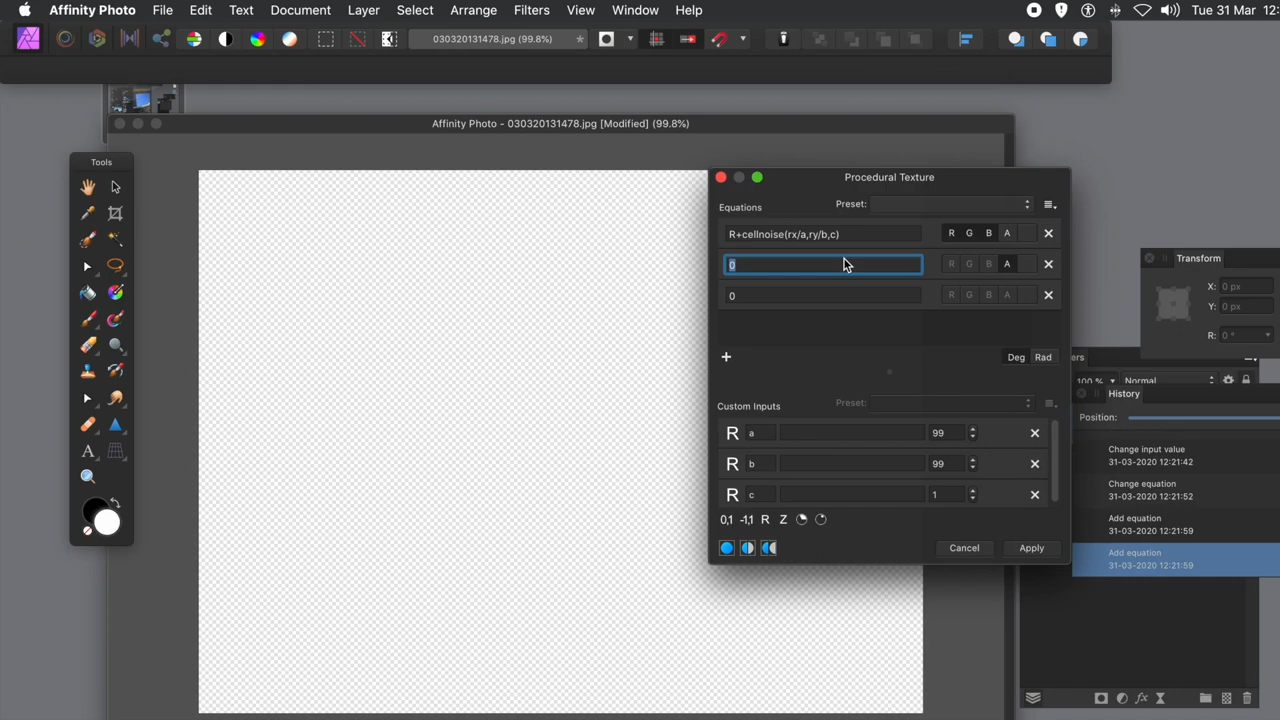 Affinity Photo File Edit Text Document Layer Select Arrange Filters View Window Help Tue 31 Mar 12:
030320131478.jpg (99.8%) *
Affinity Photo - 030320131478.jpg [Modified] (99.8%)
Tools
Procedural Texture
Equations Preset:
R+cellnoise(rx/a,ry/b,c) R G B A
0 R G B A
0 R G B A
Deg Rad
Custom Inputs Preset:
R a 99
R b 99
R c 1
0,1 -1,1 R Z
Cancel Apply
Transform
X: 0 px
Y: 0 px
R: 0 °
ers
100 % Normal
History
Position:
Change input value
31-03-2020 12:21:42
Change equation
31-03-2020 12:21:52
Add equation
31-03-2020 12:21:59
Add equation
31-03-2020 12:21:59
A
fx